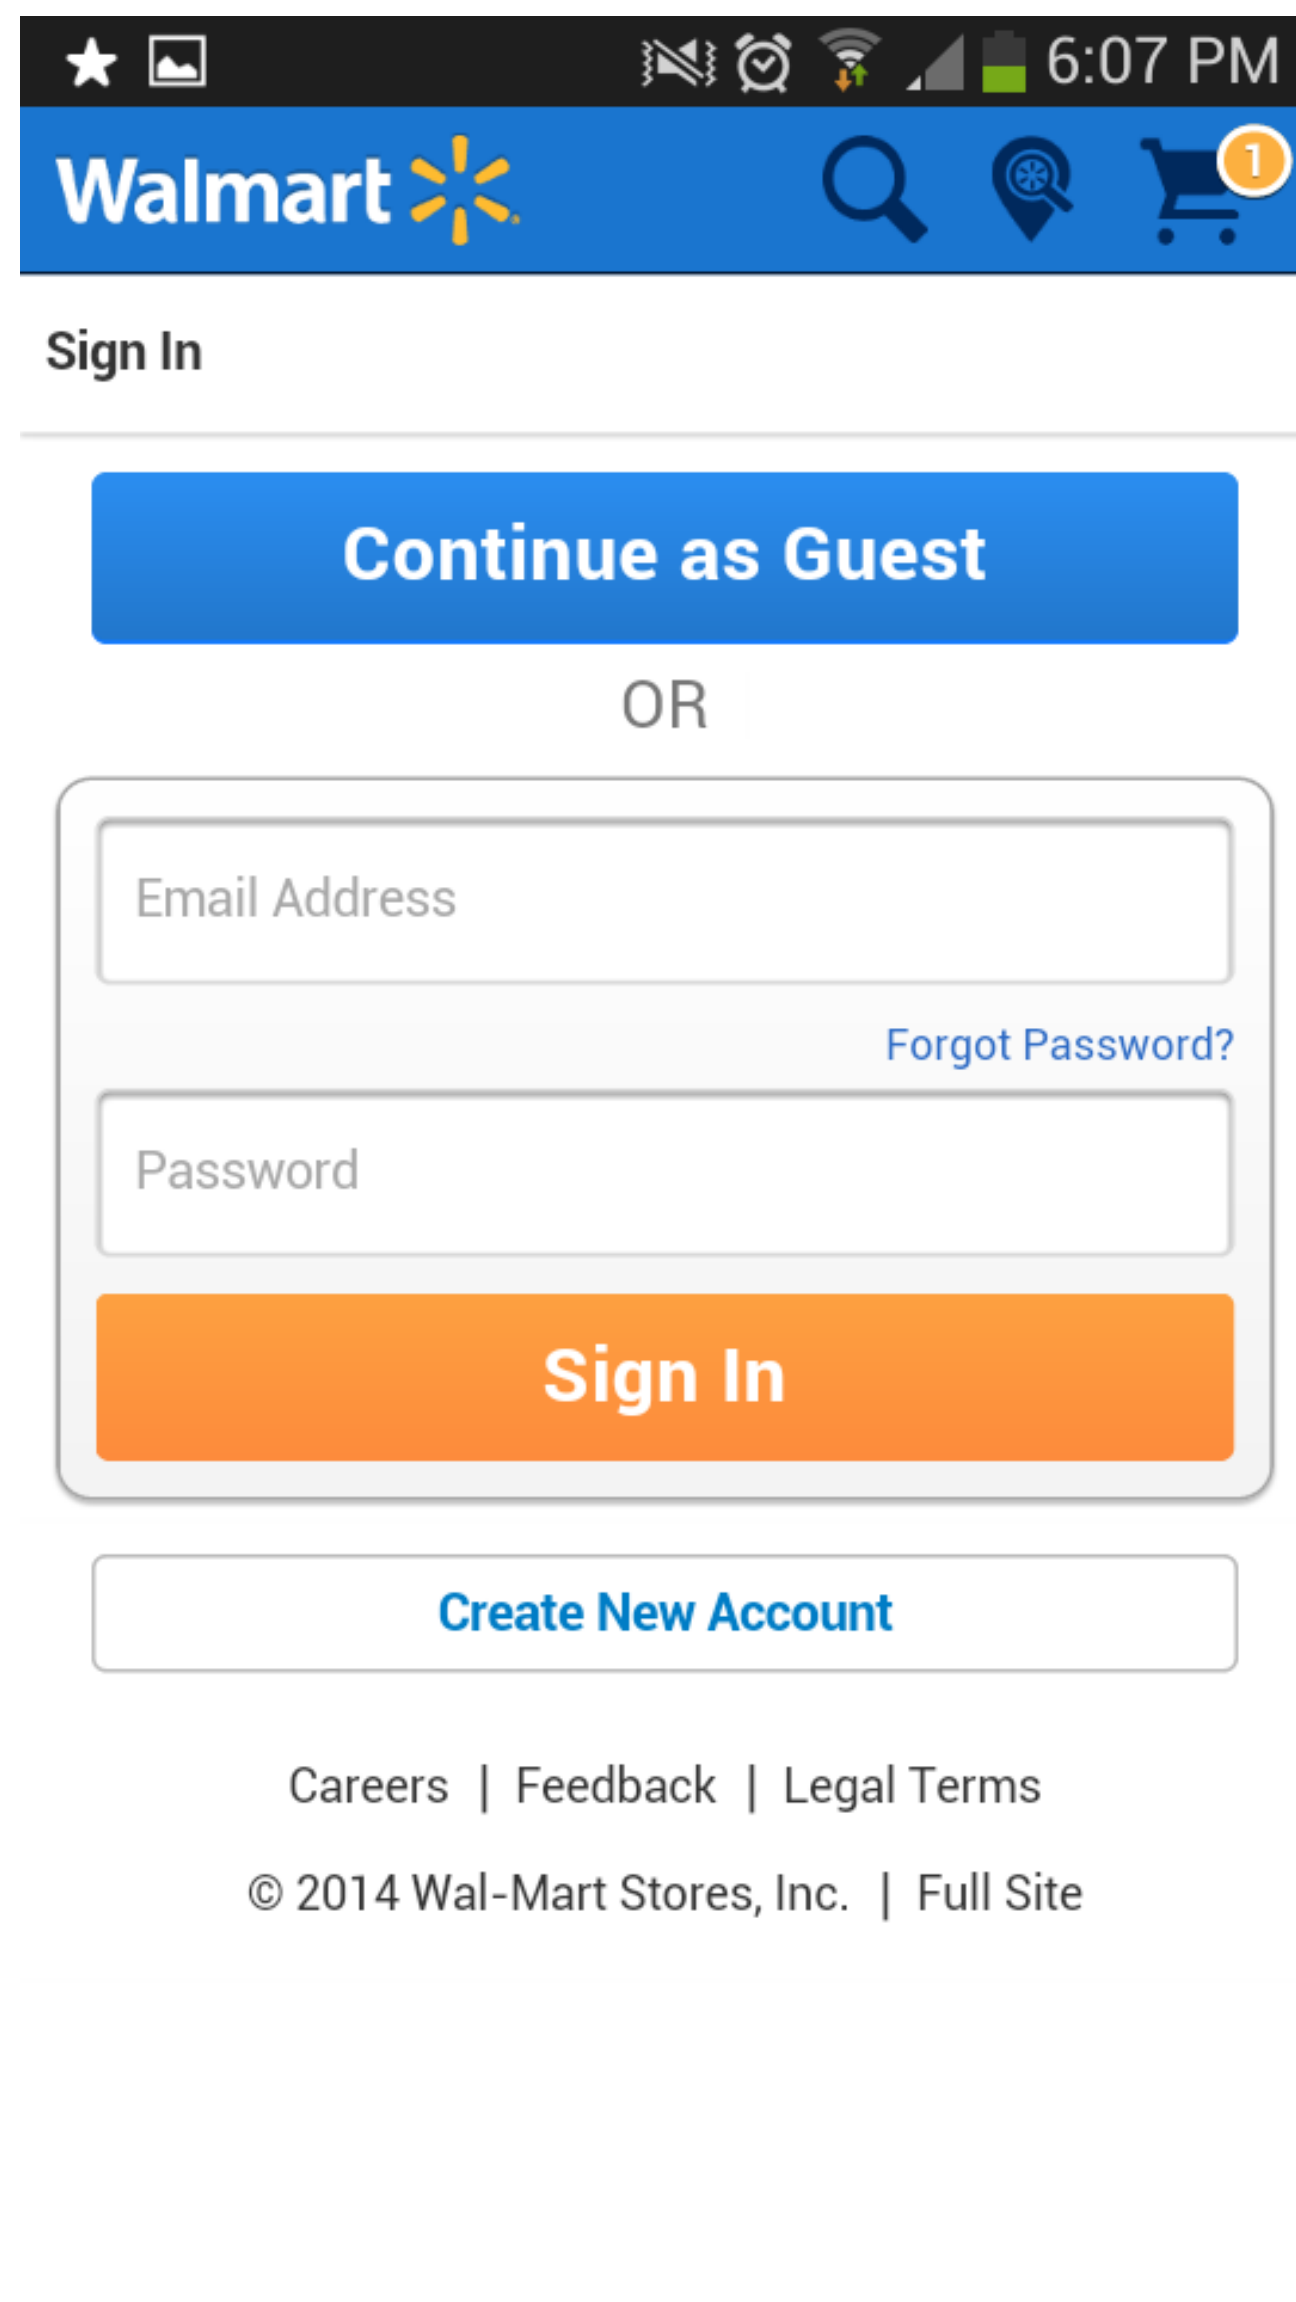 6:07 PM
Walmart
1
Sign In
Continue as Guest
OR
Email Address
Forgot Password?
Password
Sign In
Create New Account
Careers | Feedback | Legal Terms
© 2014 Wal-Mart Stores, Inc. | Full Site